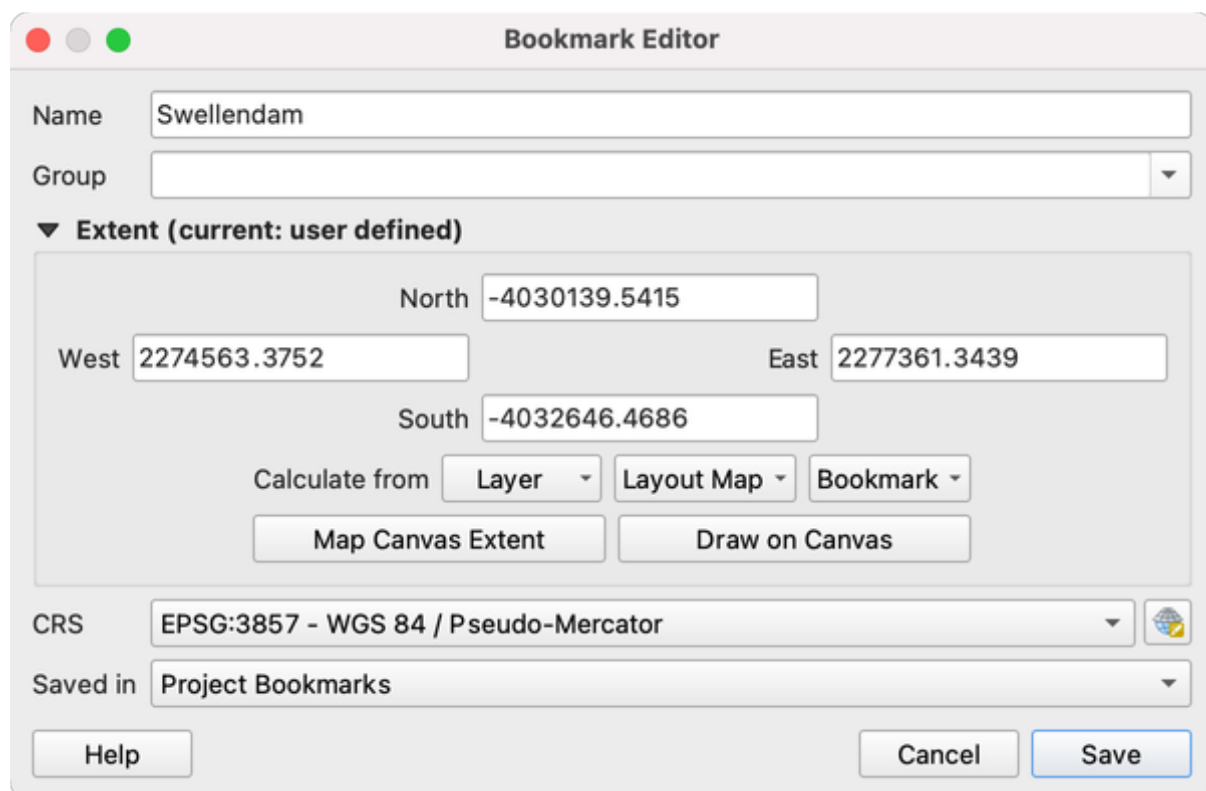 Bookmark Editor
Name Swellendam
Group
Extent (current: user defined)
North -4030139.5415
West 2274563.3752 East 2277361.3439
South -4032646.4686
Calculate from Layer Layout Map Bookmark
Map Canvas Extent Draw on Canvas
CRS EPSG:3857 - WGS 84 / Pseudo-Mercator
Saved in Project Bookmarks
Help Cancel Save